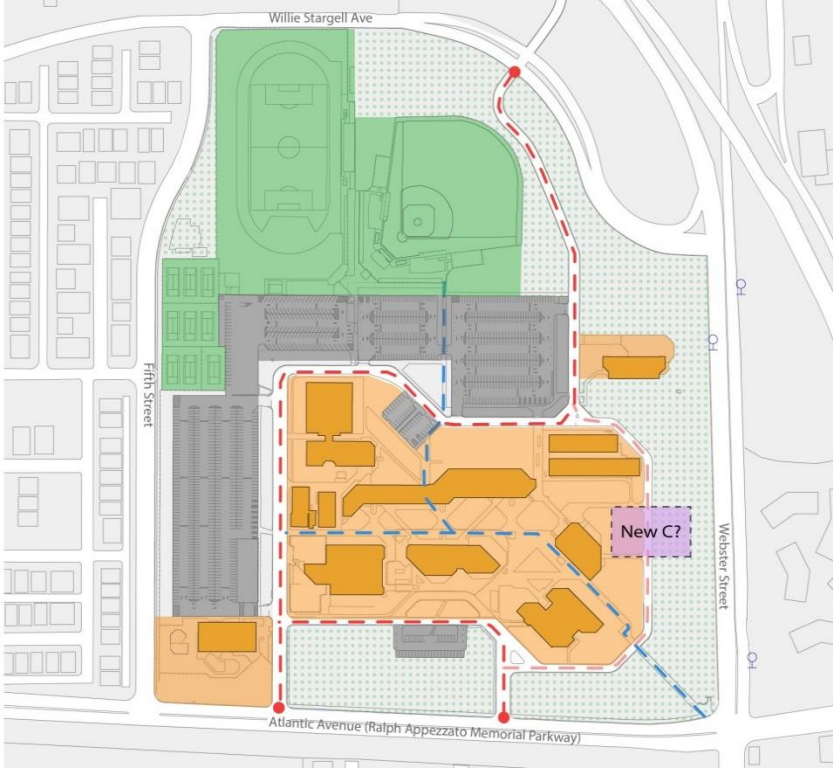 Willie Stargell Ave
Fifth Street
New C?
Webster Street
Atlantic Avenue (Ralph Appezzato Memorial Parkway)